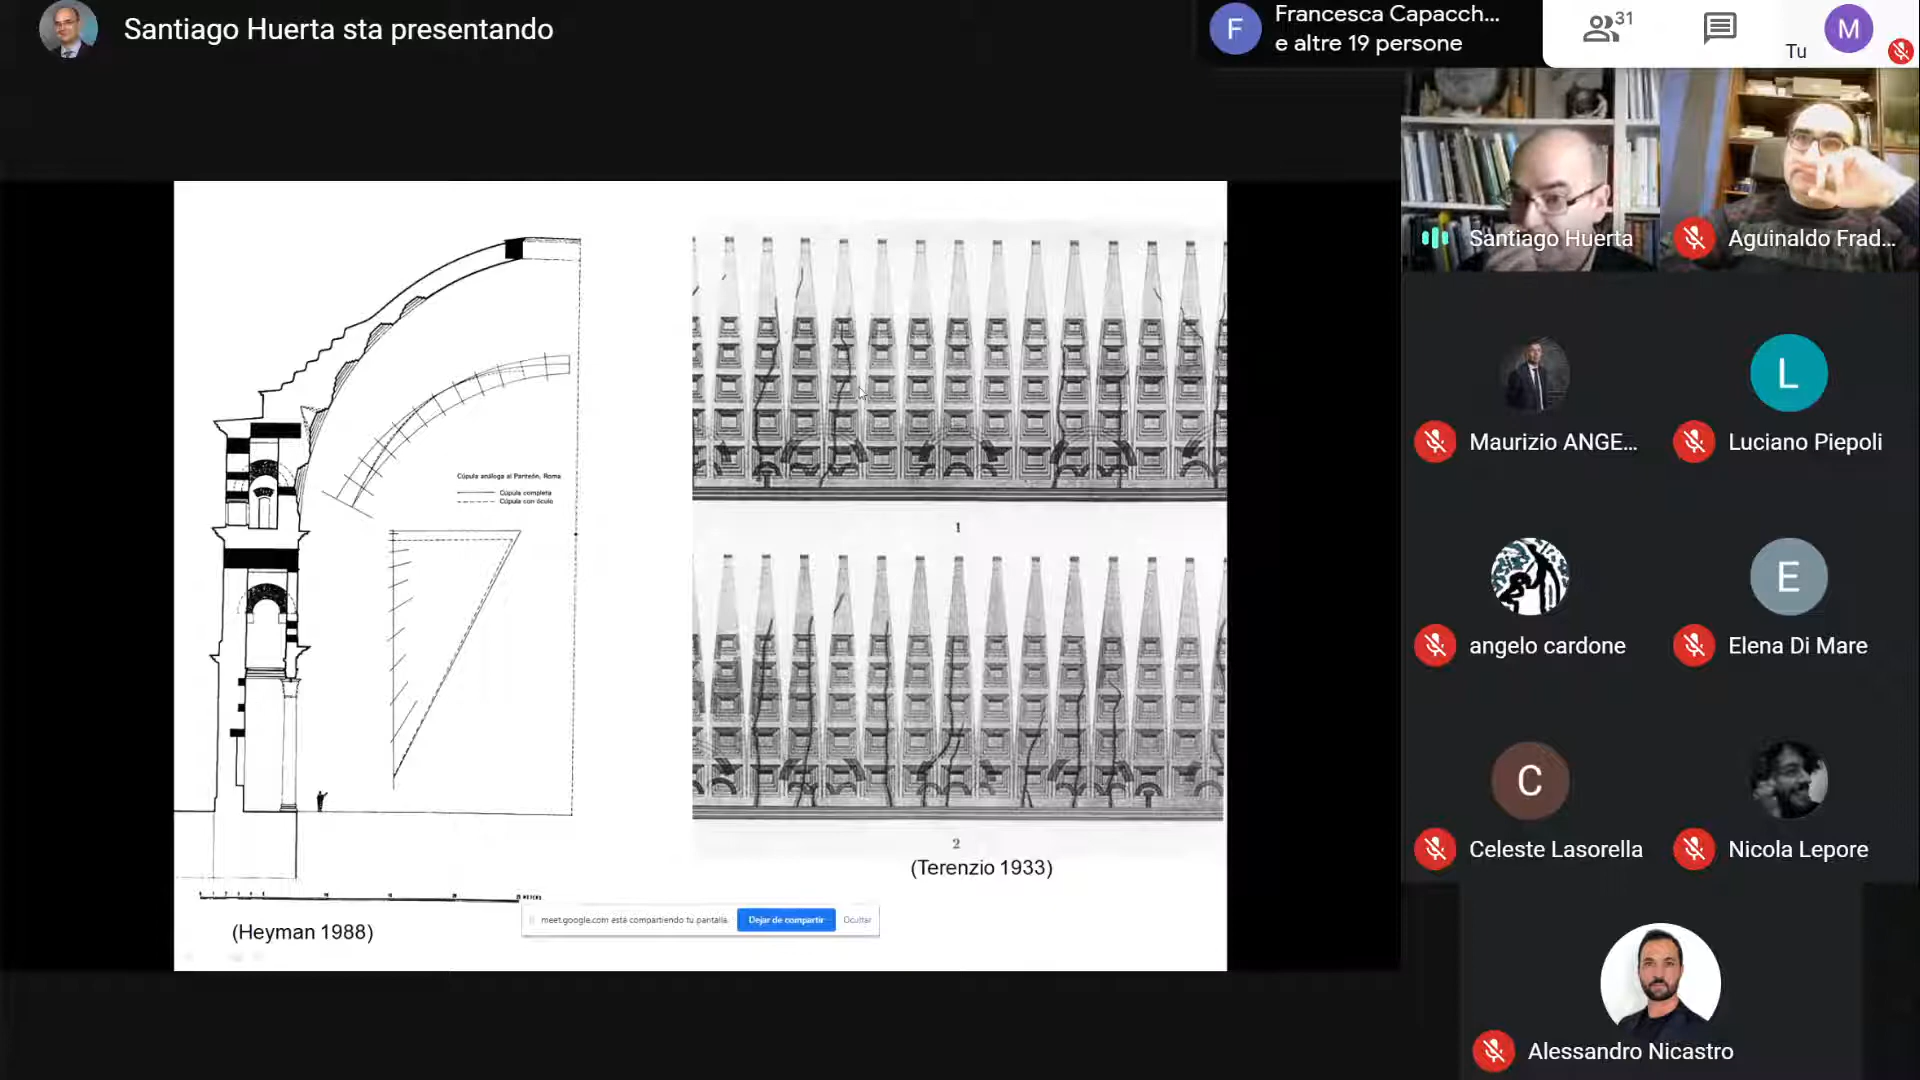 Santiago Huerta sta presentando
F
Francesca Capacch...
e altre 19 persone
31
Tu
M
Santiago Huerta
Aguinaldo Frad...
Maurizio ANGE...
L
Luciano Piepoli
angelo cardone
E
Elena Di Mare
C
Celeste Lasorella
Nicola Lepore
Alessandro Nicastro
Cúpula análoga al Panteón, Roma
Cúpula completa
Cúpula con óculo
METERS
(Heyman 1988)
1
2
(Terenzio 1933)
meet.google.com está compartiendo tu pantalla.
Dejar de compartir
Ocultar